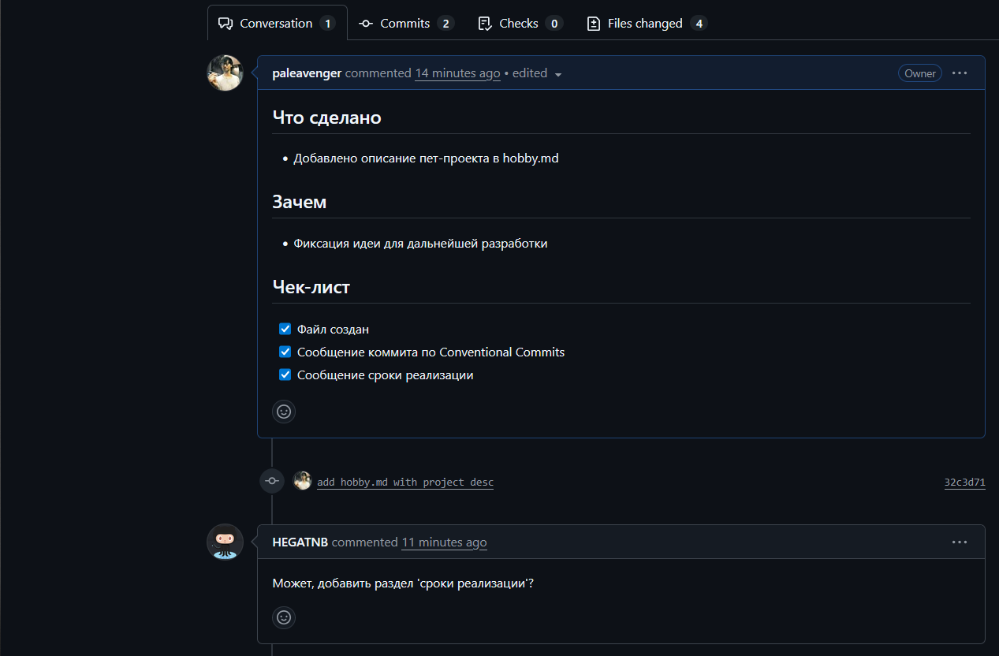 Conversation 1 Commits 2 Checks 0 Files changed 4
paleavenger commented 14 minutes ago • edited Owner
Что сделано
• Добавлено описание пет-проекта в hobby.md
Зачем
• Фиксация идеи для дальнейшей разработки
Чек-лист
Файл создан
Сообщение коммита по Conventional Commits
Сообщение сроки реализации
add hobby.md with project desc 32c3d71
HEGATNB commented 11 minutes ago
Может, добавить раздел 'сроки реализации'?